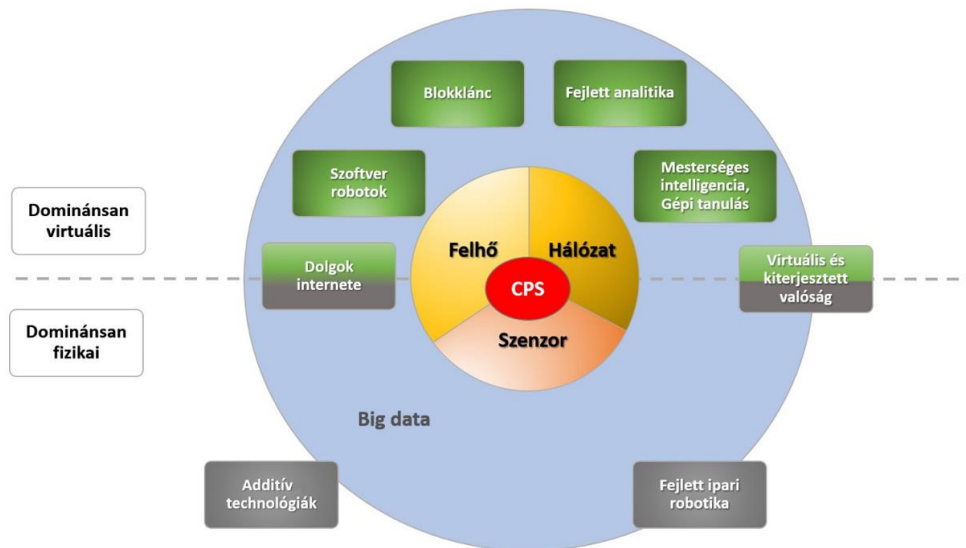 Blokklánc
Fejlett analitika
Szoftver
robotok
Mesterséges
intelligencia,
Gépi tanulás
Dominánsan
virtuális
Felhő
Hálózat
Dolgok
internete
Virtuális és
kiterjesztett
valóság
CPS
Dominánsan
fizikai
Szenzor
Big data
Additív
technológiák
Fejlett ipari
robotika